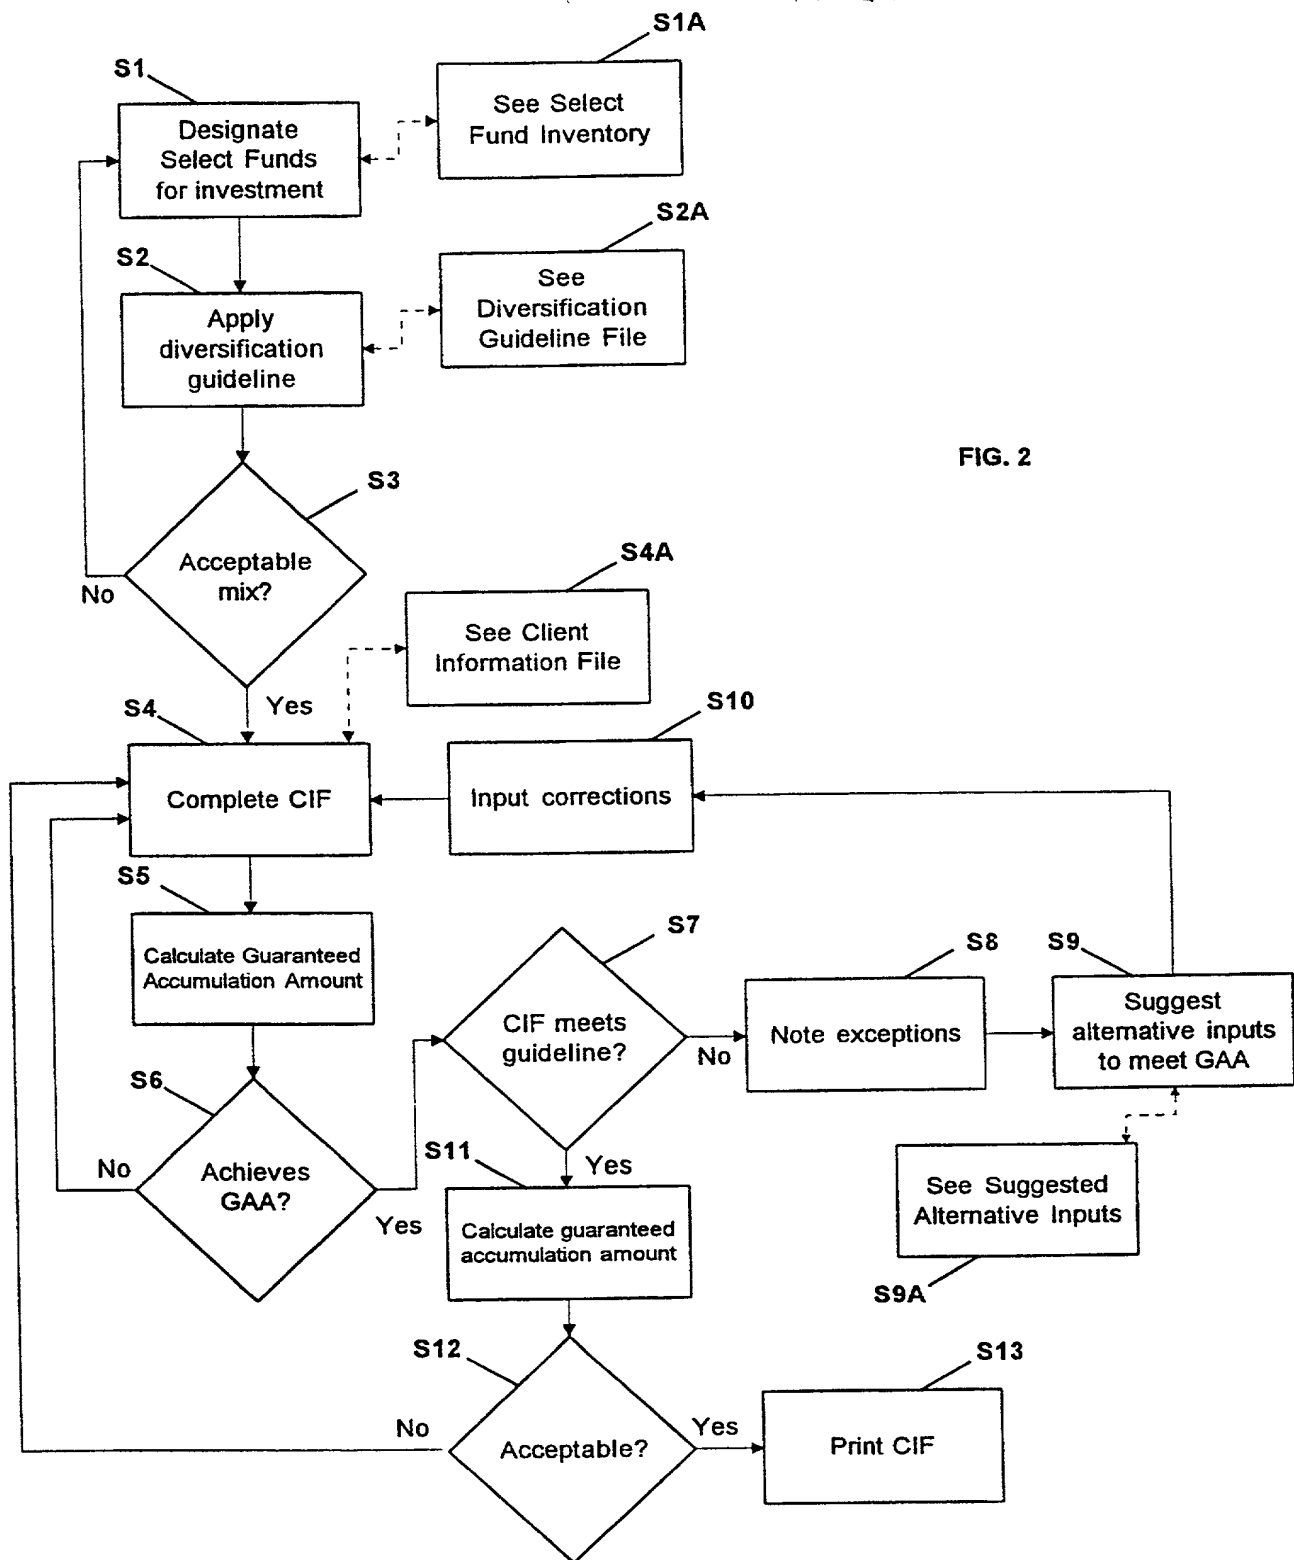 S1A
S1
See Select
Fund Inventory
Designate
Select Funds
for investment
S2A
S2
See
Diversification
Guideline File
Apply
diversification
guideline
FIG. 2
S3
Acceptable
mix?
No
S4A
See Client
Information File
Yes
S4
S10
Complete CIF
Input corrections
S5
Calculate Guaranteed
Accumulation Amount
S7
S8
S9
CIF meets
guideline?
No
Note exceptions
Suggest
alternative inputs
to meet GAA
S6
No
Achieves
GAA?
Yes
S11
Yes
See Suggested
Alternative Inputs
S9A
Calculate guaranteed
accumulation amount
S12
S13
No
Acceptable?
Yes
Print CIF